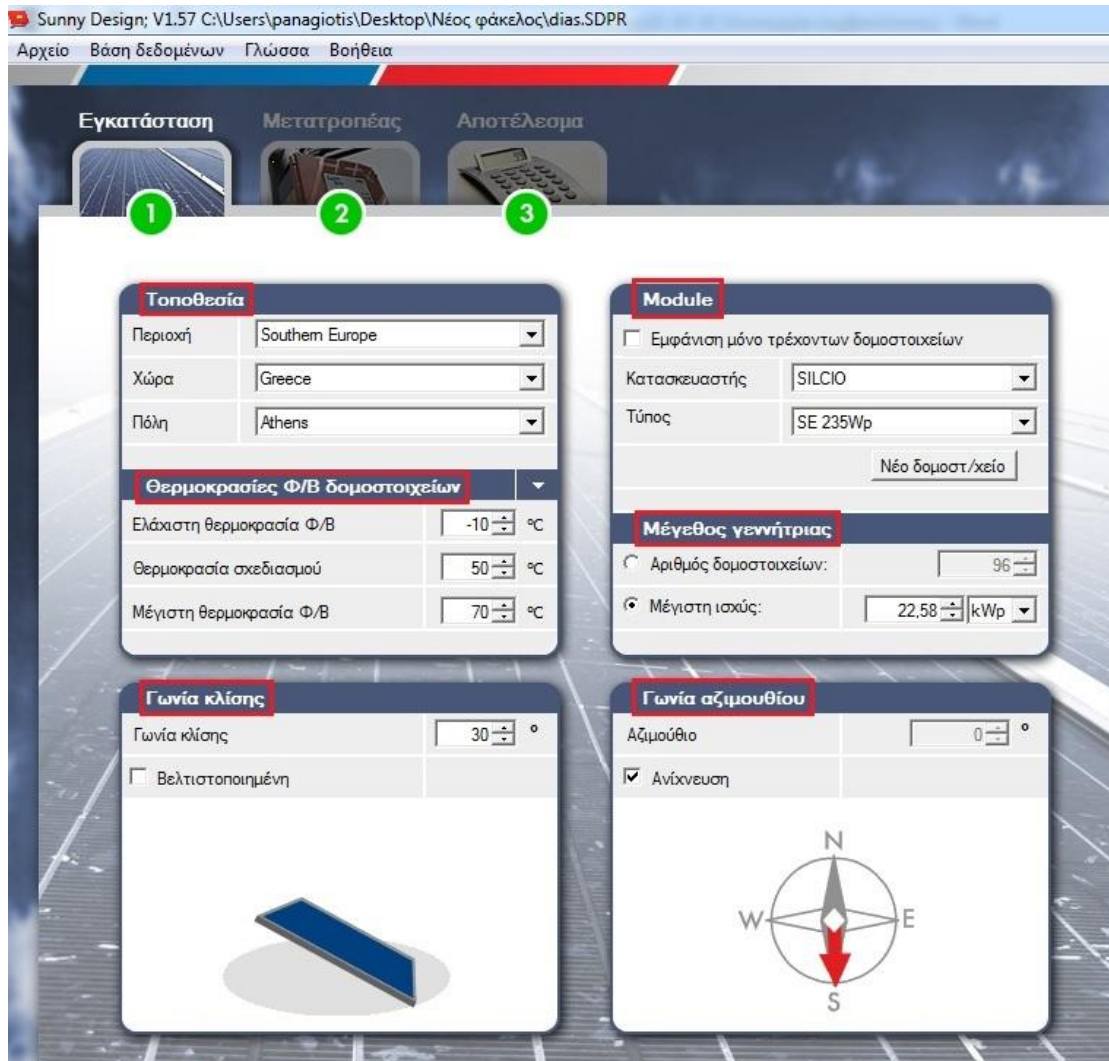 Sunny Design; V1.57 C:\Users\panagiotis\Desktop\Νέος φάκελος\dias.SDPR
Αρχείο Βάση δεδομένων Γλώσσα Βοήθεια
Εγκατάσταση Μετατροπέας Αποτέλεσμα
1 2 3
Τοποθεσία
Περιοχή Southern Europe
Χώρα Greece
Πόλη Athens
Θερμοκρασίες Φ/Β δομοστοιχείων
Ελάχιστη θερμοκρασία Φ/Β -10 °C
Θερμοκρασία σχεδιασμού 50 °C
Μέγιστη θερμοκρασία Φ/Β 70 °C
Module
Εμφάνιση μόνο τρέχοντων δομοστοιχείων
Κατασκευαστής SILCIO
Τύπος SE 235Wp
Νέο δομοστ/χείο
Μέγεθος γεννήτριας
Αριθμός δομοστοιχείων: 96
Μέγιστη ισχύς: 22,58 kWp
Γωνία κλίσης
Γωνία κλίσης 30 °
Βελτιστοποιημένη
Γωνία αζιμουθίου
Αζιμούθιο 0 °
Ανίχνευση
N
W E
S